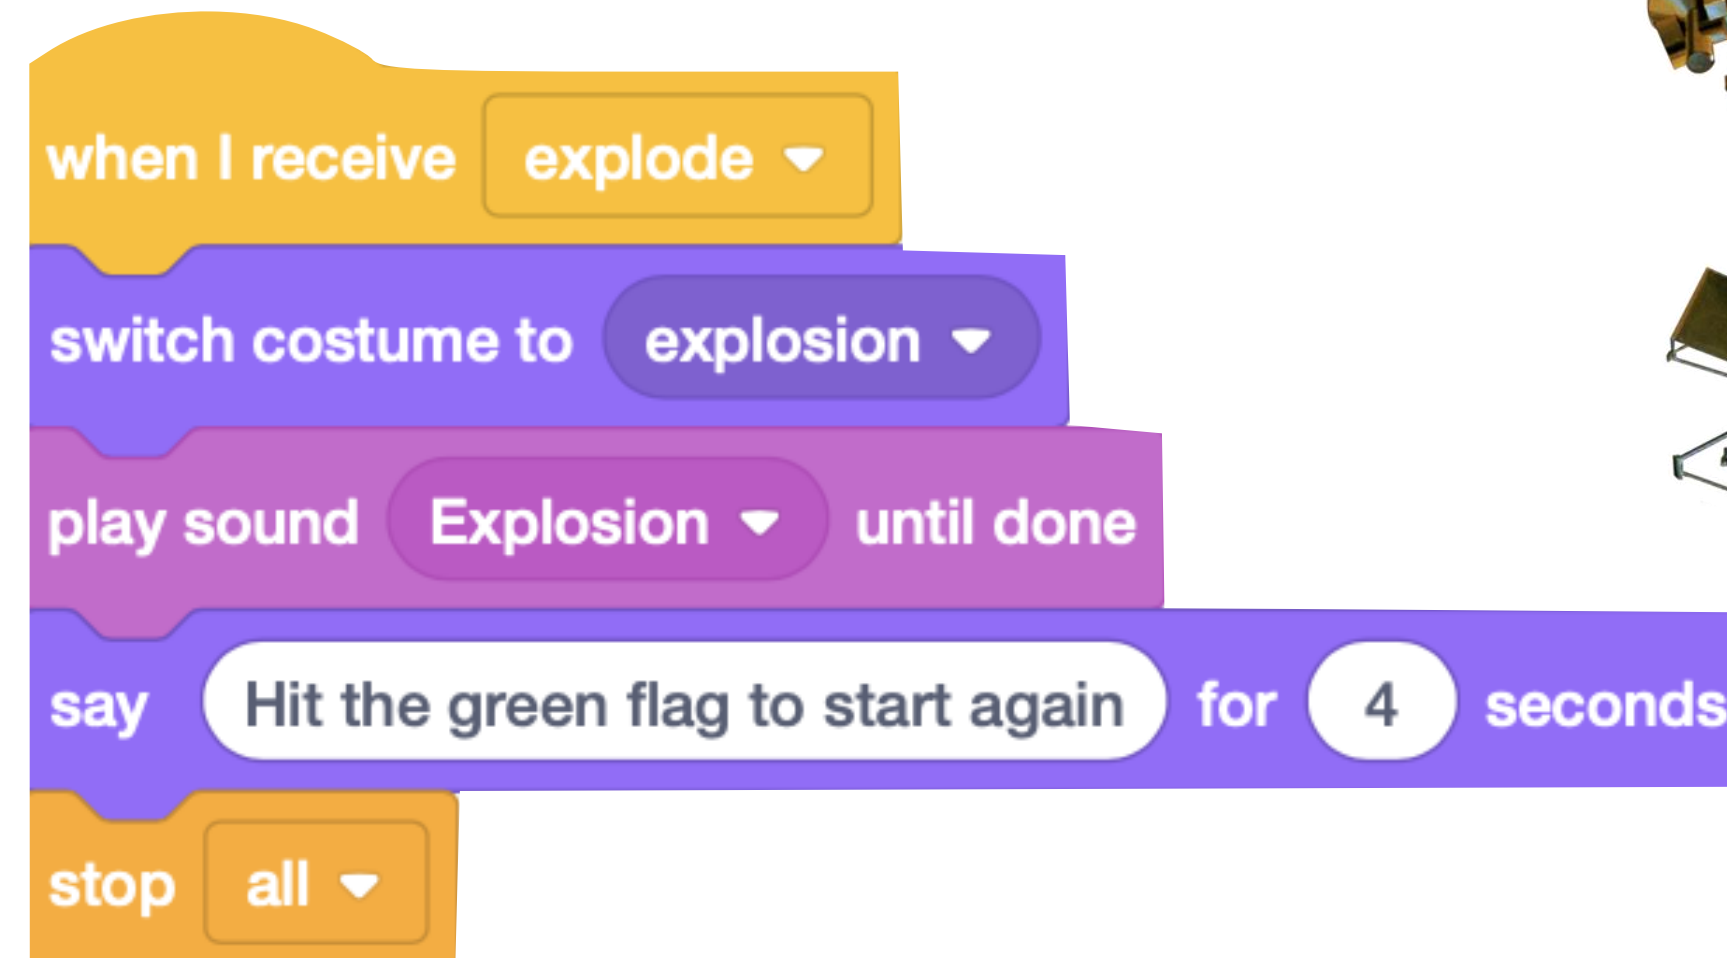 when I receive explode
switch costume to explosion
play sound Explosion until done
say Hit the green flag to start again for 4 seconds
stop all